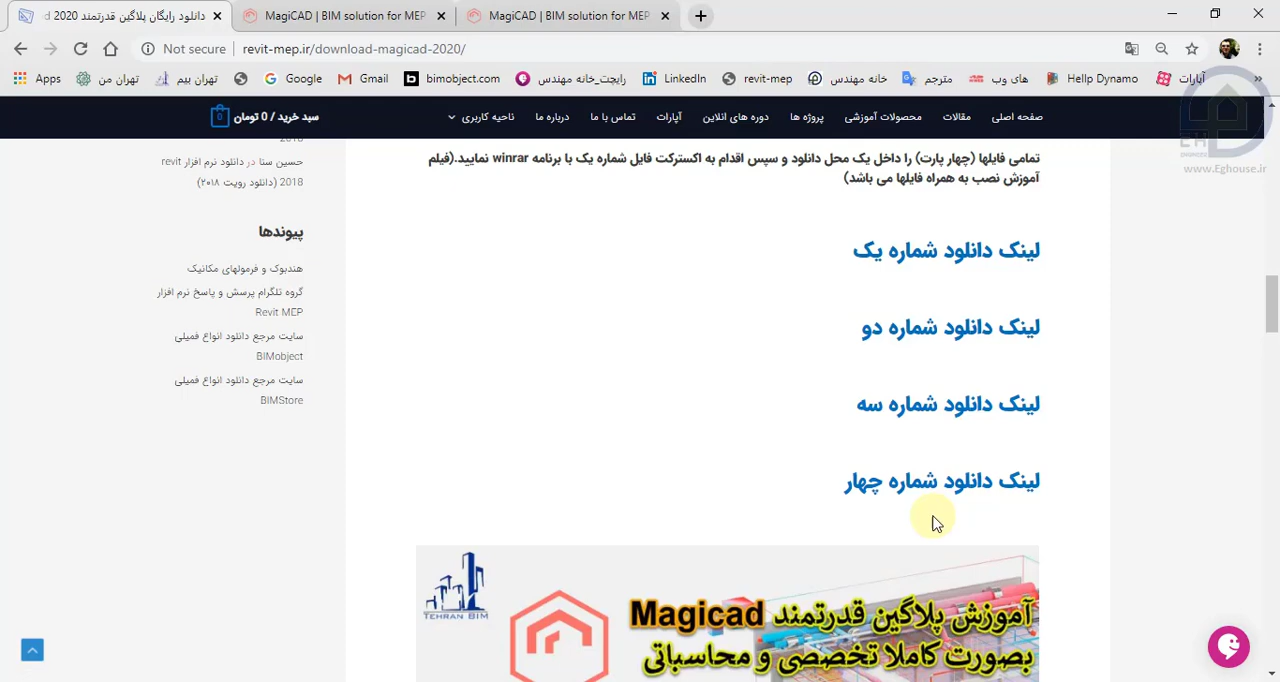 دانلود رایگان پلاگین قدرتمند d 2020
MagiCAD | BIM solution for MEP
MagiCAD | BIM solution for MEP
Not secure
revit-mep.ir/download-magicad-2020/
Apps
تهران من
تهران بیم
Google
Gmail
bimobject.com
رایچت_خانه مهندس
LinkedIn
revit-mep
خانه مهندس
مترجم
های وب
Hellp Dynamo
آپارات
»
سبد خرید / 0 تومان
0
صفحه اصلی
مقالات
محصولات آموزشی
پروژه ها
دوره های انلاین
آپارات
تماس با ما
درباره ما
ناحیه کاربری
www.Eghouse.ir
تمامی فایلها (چهار پارت) را داخل یک محل دانلود و سپس اقدام به اکسترکت فایل شماره یک با برنامه winrar نمایید.(فیلم
آموزش نصب به همراه فایلها می باشد)
لینک دانلود شماره یک
لینک دانلود شماره دو
لینک دانلود شماره سه
لینک دانلود شماره چهار
2018
حسین سنا در دانلود نرم افزار revit
2018 (دانلود رویت ۲۰۱۸)
پیوندها
هندبوک و فرمولهای مکانیک
گروه تلگرام پرسش و پاسخ نرم افزار
Revit MEP
سایت مرجع دانلود انواع فمیلی
BIMobject
سایت مرجع دانلود انواع فمیلی
BIMStore
TEHRAN BIM
آموزش پلاگین قدرتمند Magicad
بصورت کاملا تخصصی و محاسباتی